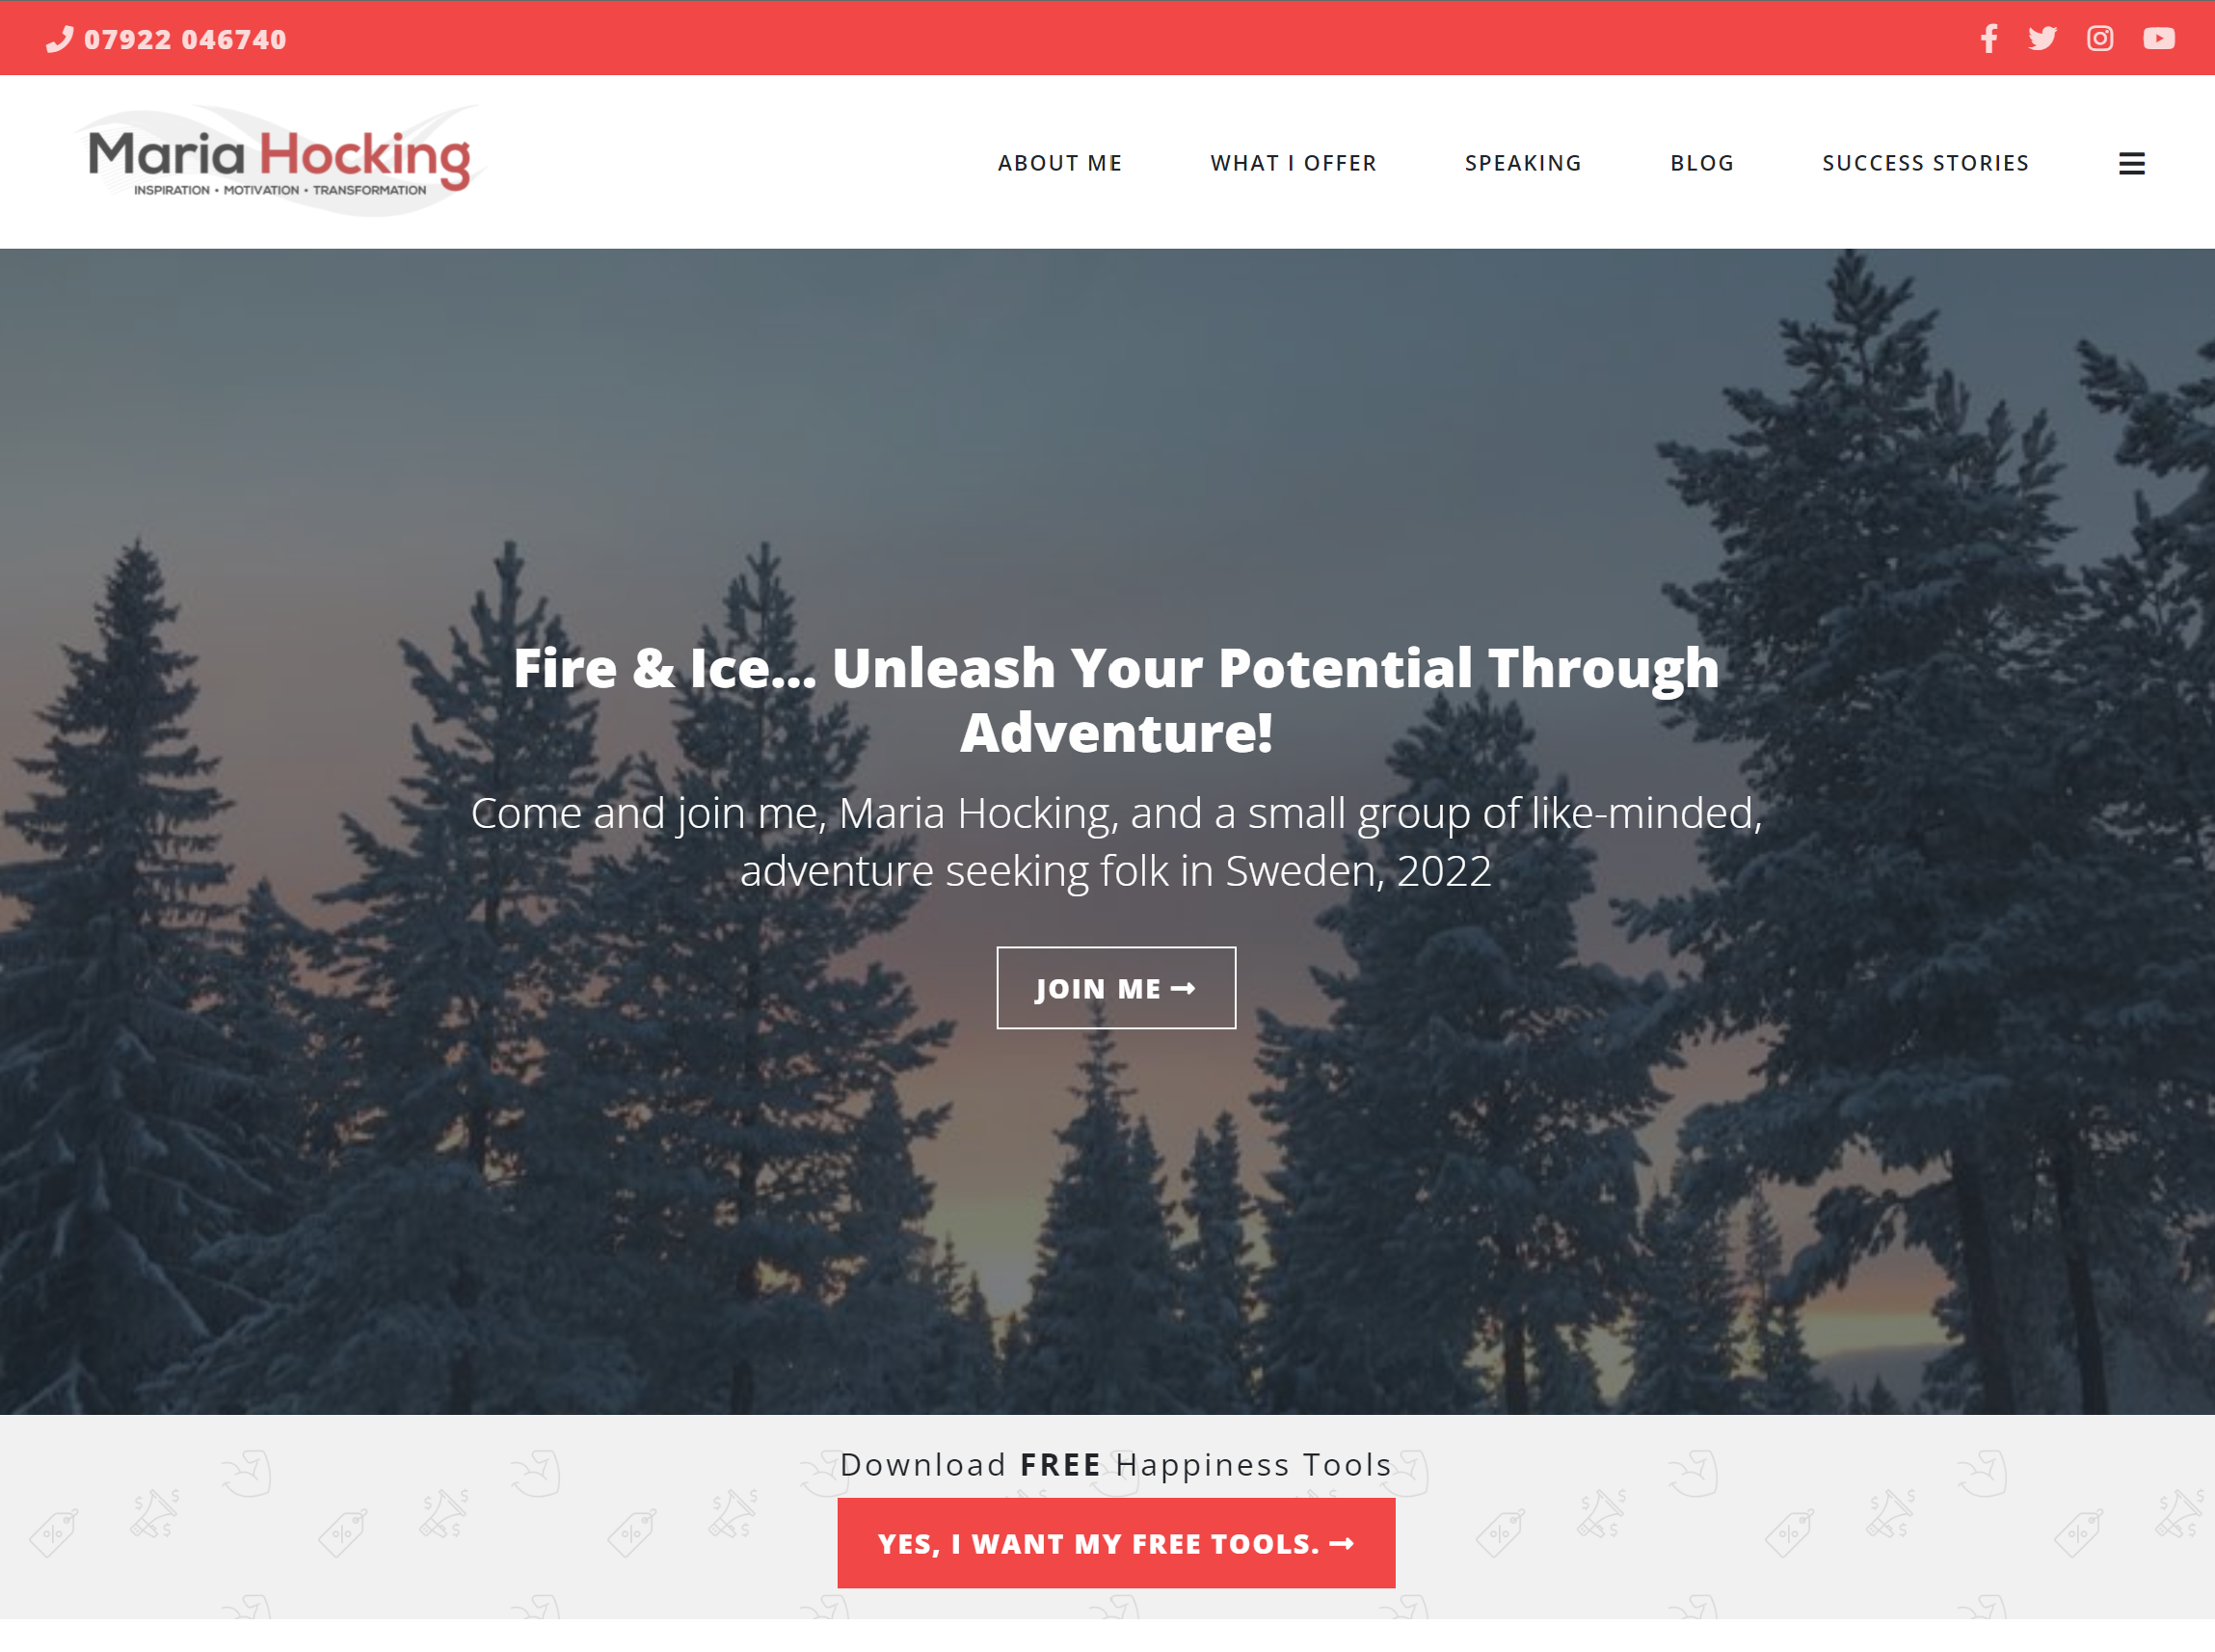 07922 046740
Maria Hocking
INSPIRATION • MOTIVATION • TRANSFORMATION
ABOUT ME
WHAT I OFFER
SPEAKING
BLOG
SUCCESS STORIES
Fire & Ice... Unleash Your Potential Through
Adventure!
Come and join me, Maria Hocking, and a small group of like-minded,
adventure seeking folk in Sweden, 2022
JOIN ME
Download FREE Happiness Tools
YES, I WANT MY FREE TOOLS.